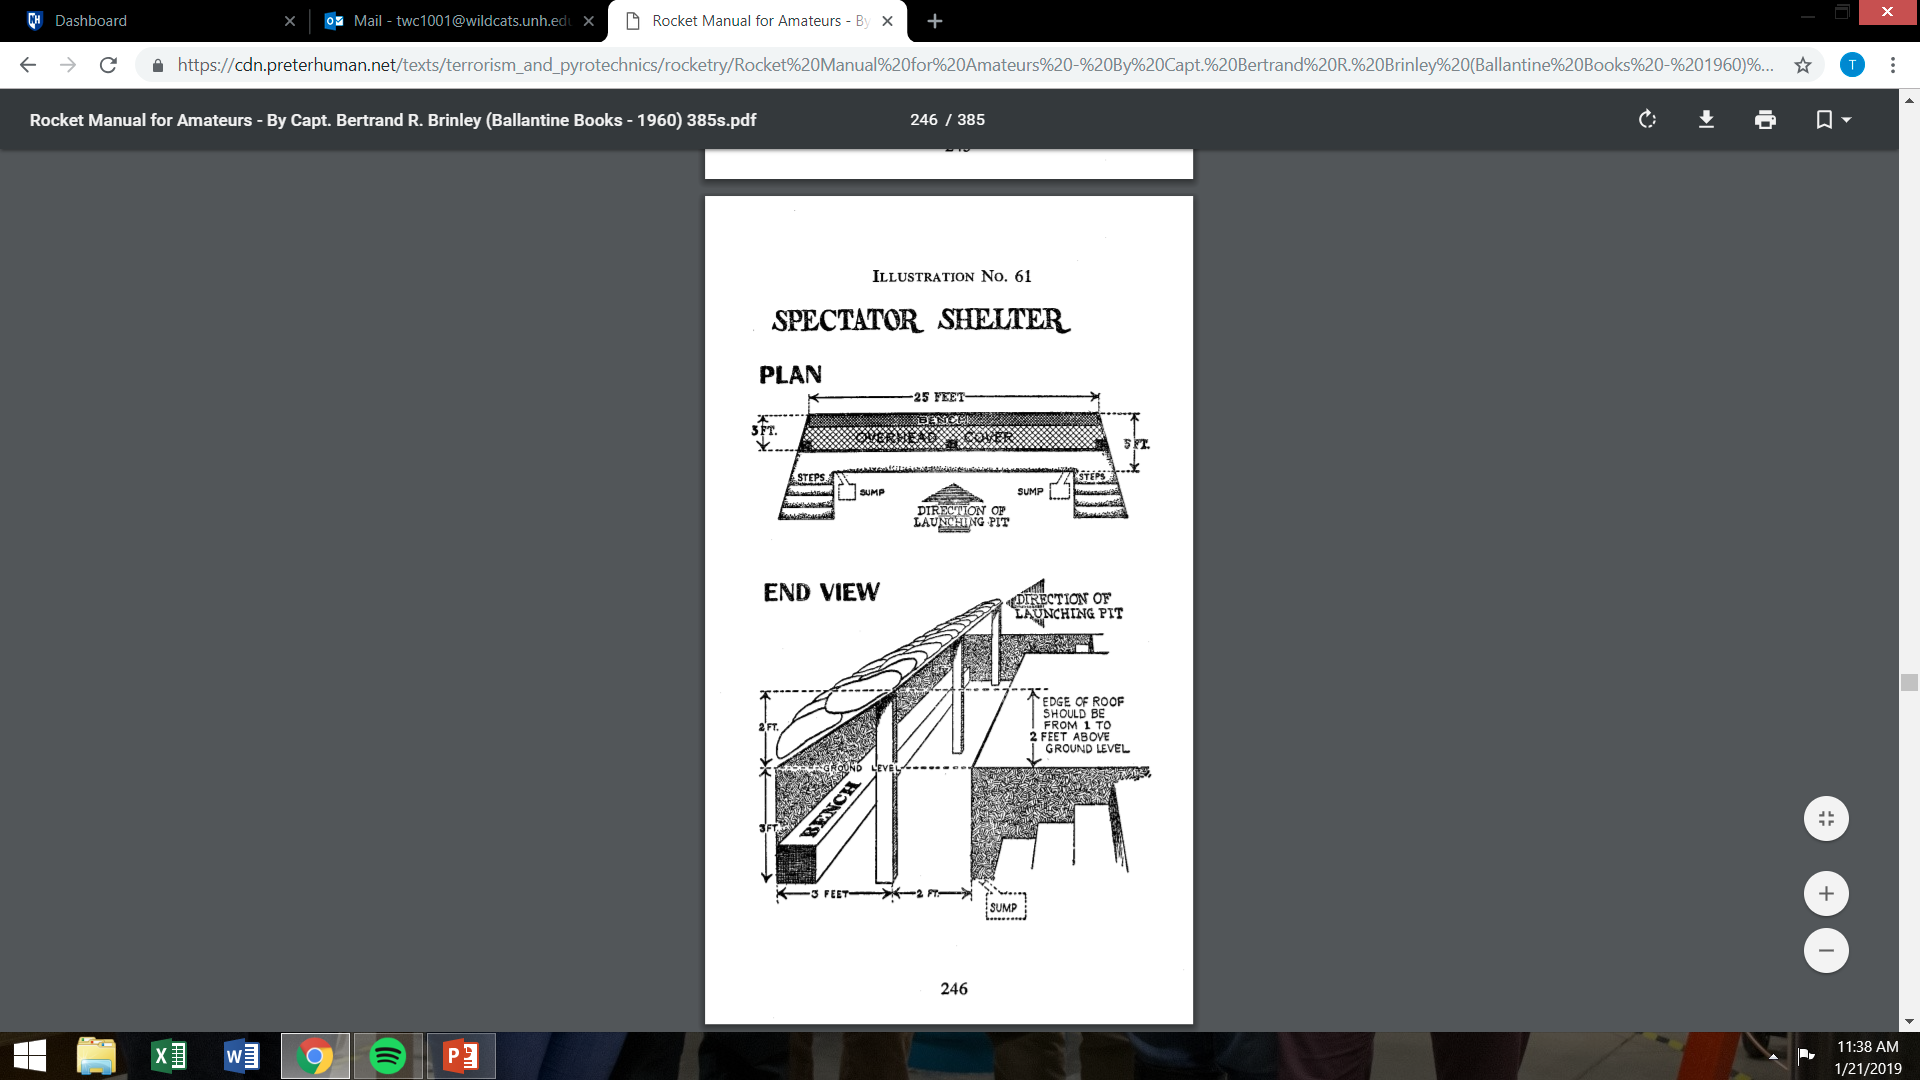 Dashboard
Mail - twc1001@wildcats.unh.ed
Rocket Manual for Amateurs - By
https://cdn.preterhuman.net/texts/terrorism_and_pyrotechnics/rocketry/Rocket%20Manual%20for%20Amateurs%20-%20By%20Capt.%20Bertrand%20R.%20Brinley%20(Ballantine%20Books%20-%201960)%...
T
Rocket Manual for Amateurs - By Capt. Bertrand R. Brinley (Ballantine Books - 1960) 385s.pdf
246 / 385
ILLUSTRATION NO. 61
SPECTATOR SHELTER
PLAN
25 FEET
BENCH
3 FT.
OVERHEAD COVER
5 FT.
STEPS
STEPS
SUMP
SUMP
DIRECTION OF
LAUNCHING PIT
END VIEW
DIRECTION OF
LAUNCHING PIT
EDGE OF ROOF
SHOULD BE
FROM 1 TO
2 FEET ABOVE
GROUND LEVEL
2 FT.
GROUND LEVEL
BENCH
3 FT.
3 FEET
2 FT.
SUMP
246
11:38 AM
1/21/2019